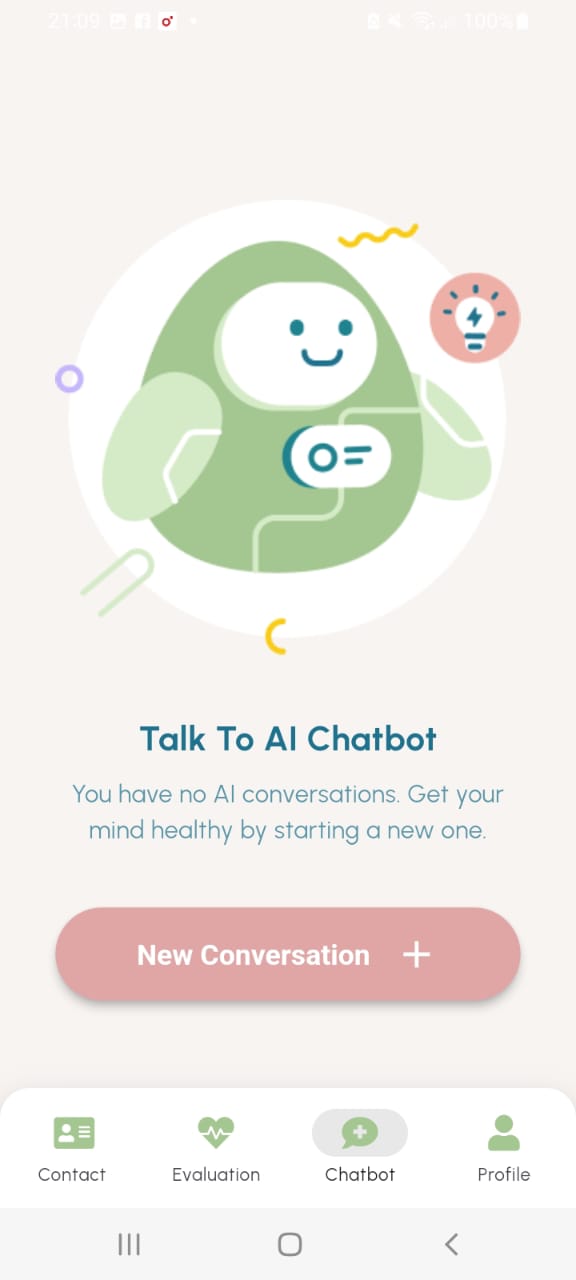 21:09 100%
Talk To AI Chatbot
You have no AI conversations. Get your
mind healthy by starting a new one.
New Conversation +
Contact Evaluation Chatbot Profile